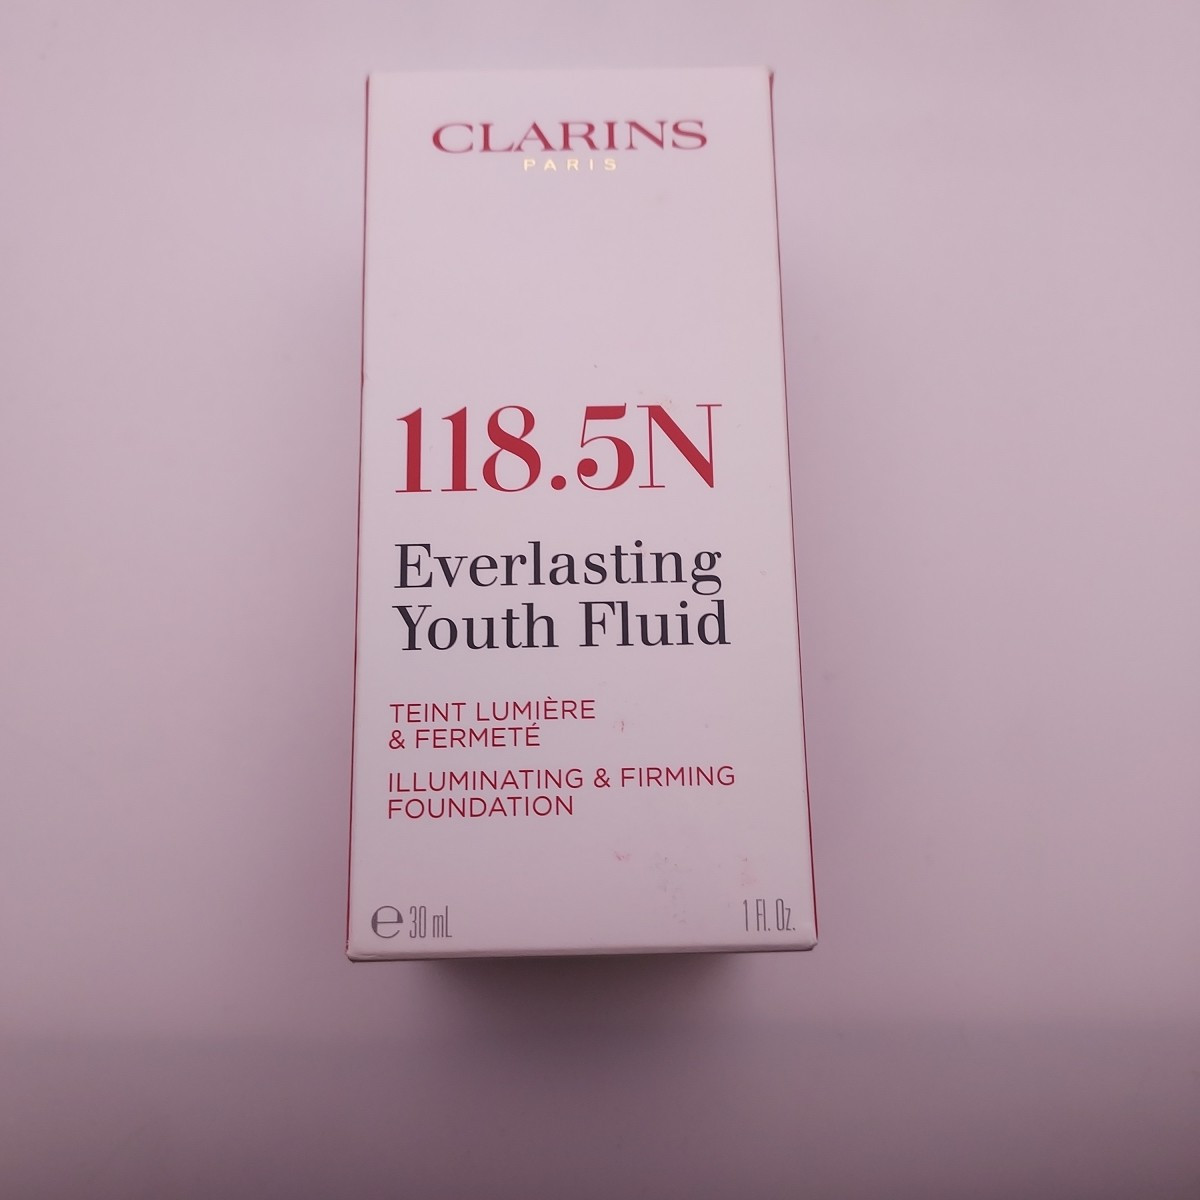 CLARINS
PARIS
118.5N
Everlasting
Youth Fluid
TEINT LUMIÈRE
& FERMETÉ
ILLUMINATING & FIRMING
FOUNDATION
℮ 30 mL 1 Fl. Oz.